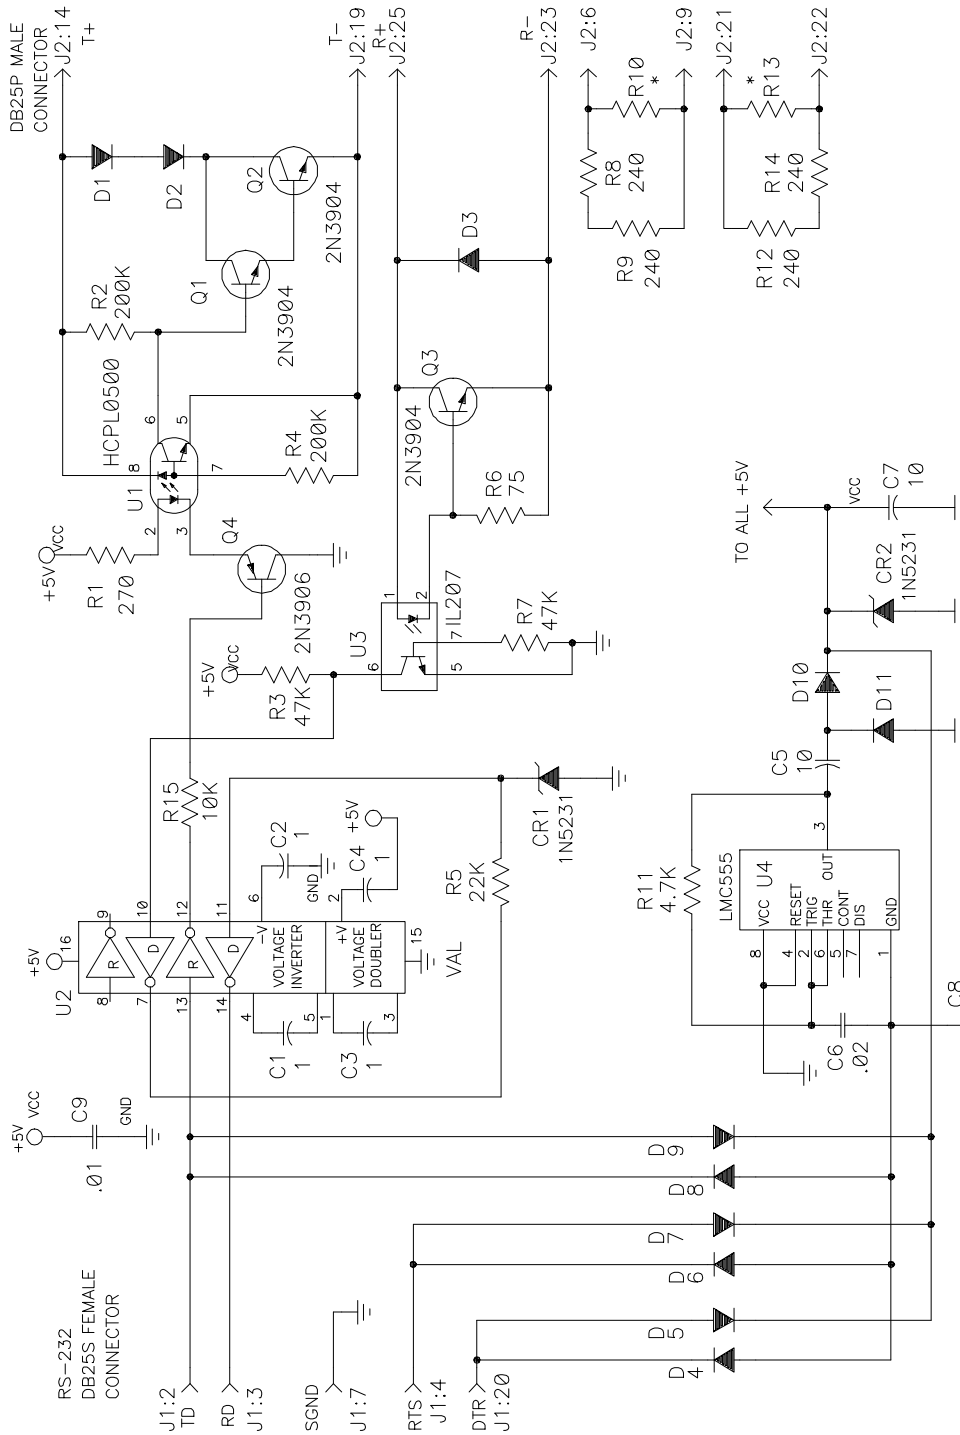 RS-232
DB25S FEMALE
CONNECTOR
J1:2
TD
RD
J1:3
SGND
J1:7
RTS
J1:4
DTR
J1:20
+5V
VCC
C9
.01
GND
D
9
D
8
D
7
D
6
D
5
D
4
+5V
16
U2
8
R
9
7
D
10
13
R
12
14
D
11
4
-V
VOLTAGE
INVERTER
6
5
1
+V
VOLTAGE
DOUBLER
2
3
15
VAL
C1
1
C3
1
C2
1
GND
C4
1
+5V
R15
10K
R5
22K
CR1
1N5231
+5V
VCC
R3
47K
+5V
VCC
R1
270
2
3
U1
8
7
6
5
HCPL0500
Q4
2N3906
U3
6
5
7
1
2
IL207
R7
47K
R6
75
R4
200K
R2
200K
Q1
2N3904
Q2
2N3904
Q3
2N3904
D1
D2
D3
DB25P MALE
CONNECTOR
J2:14
T+
T-
J2:19
R+
J2:25
R-
J2:23
J2:6
J2:9
J2:21
J2:22
R8
240
R9
240
R10
*
R12
240
R14
240
R13
*
LMC555
U4
8
VCC
4
RESET
2
TRIG
6
THR
5
CONT
7
DIS
1
GND
OUT
3
R11
4.7K
C6
.02
C8
C5
10
D10
D11
CR2
1N5231
TO ALL +5V
VCC
C7
10